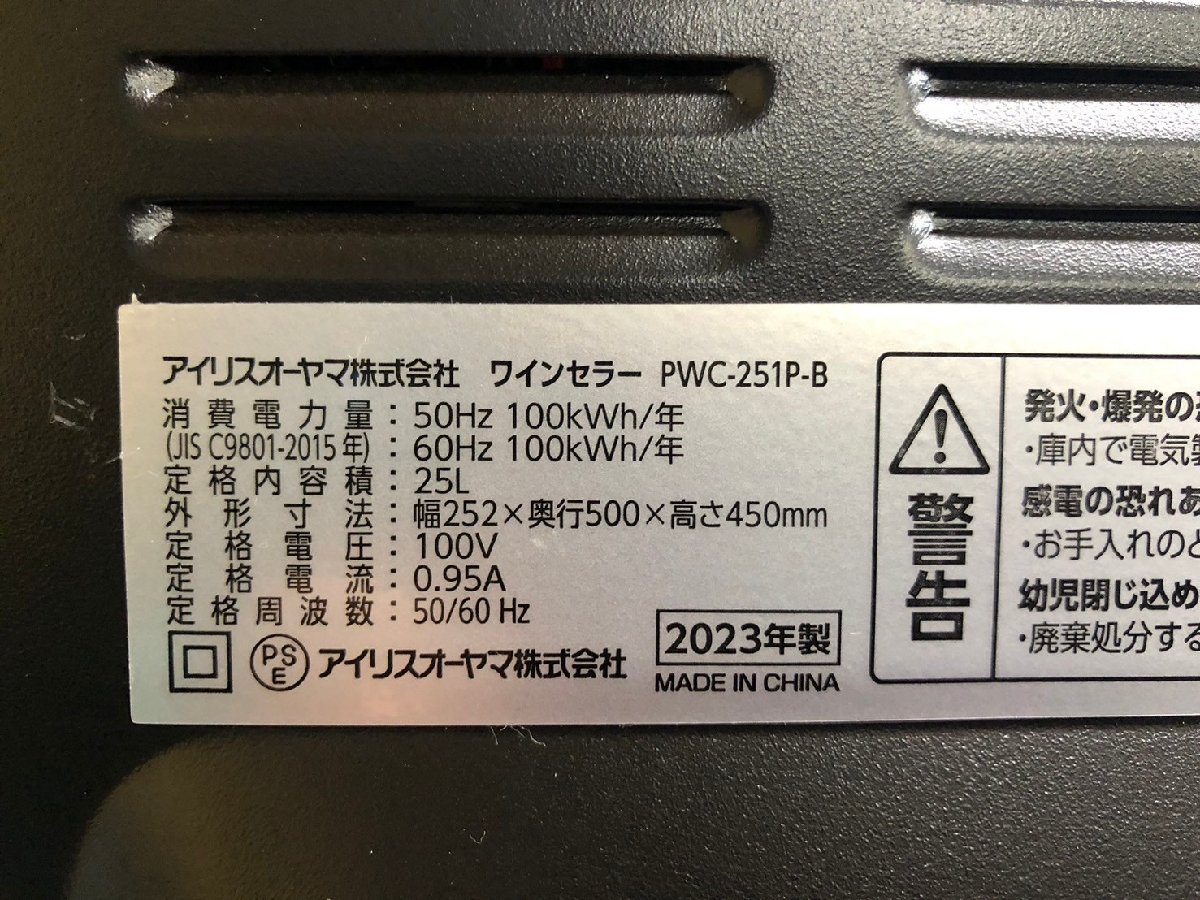 アイリスオーヤマ株式会社 ワインセラー PWC-251P-B
消費電力量 : 50Hz 100kWh/年
(JIS C9801-2015年) : 60Hz 100kWh/年
定格内容積 : 25L
外形寸法 : 幅252×奥行500×高さ450mm
定格電圧 : 100V
定格電流 : 0.95A
定格周波数 : 50/60 Hz
PSE アイリスオーヤマ株式会社
2023年製
MADE IN CHINA
警告
発火・爆発の
・庫内で電気
感電の恐れあ
・お手入れのと
幼児閉じ込め
・廃棄処分する